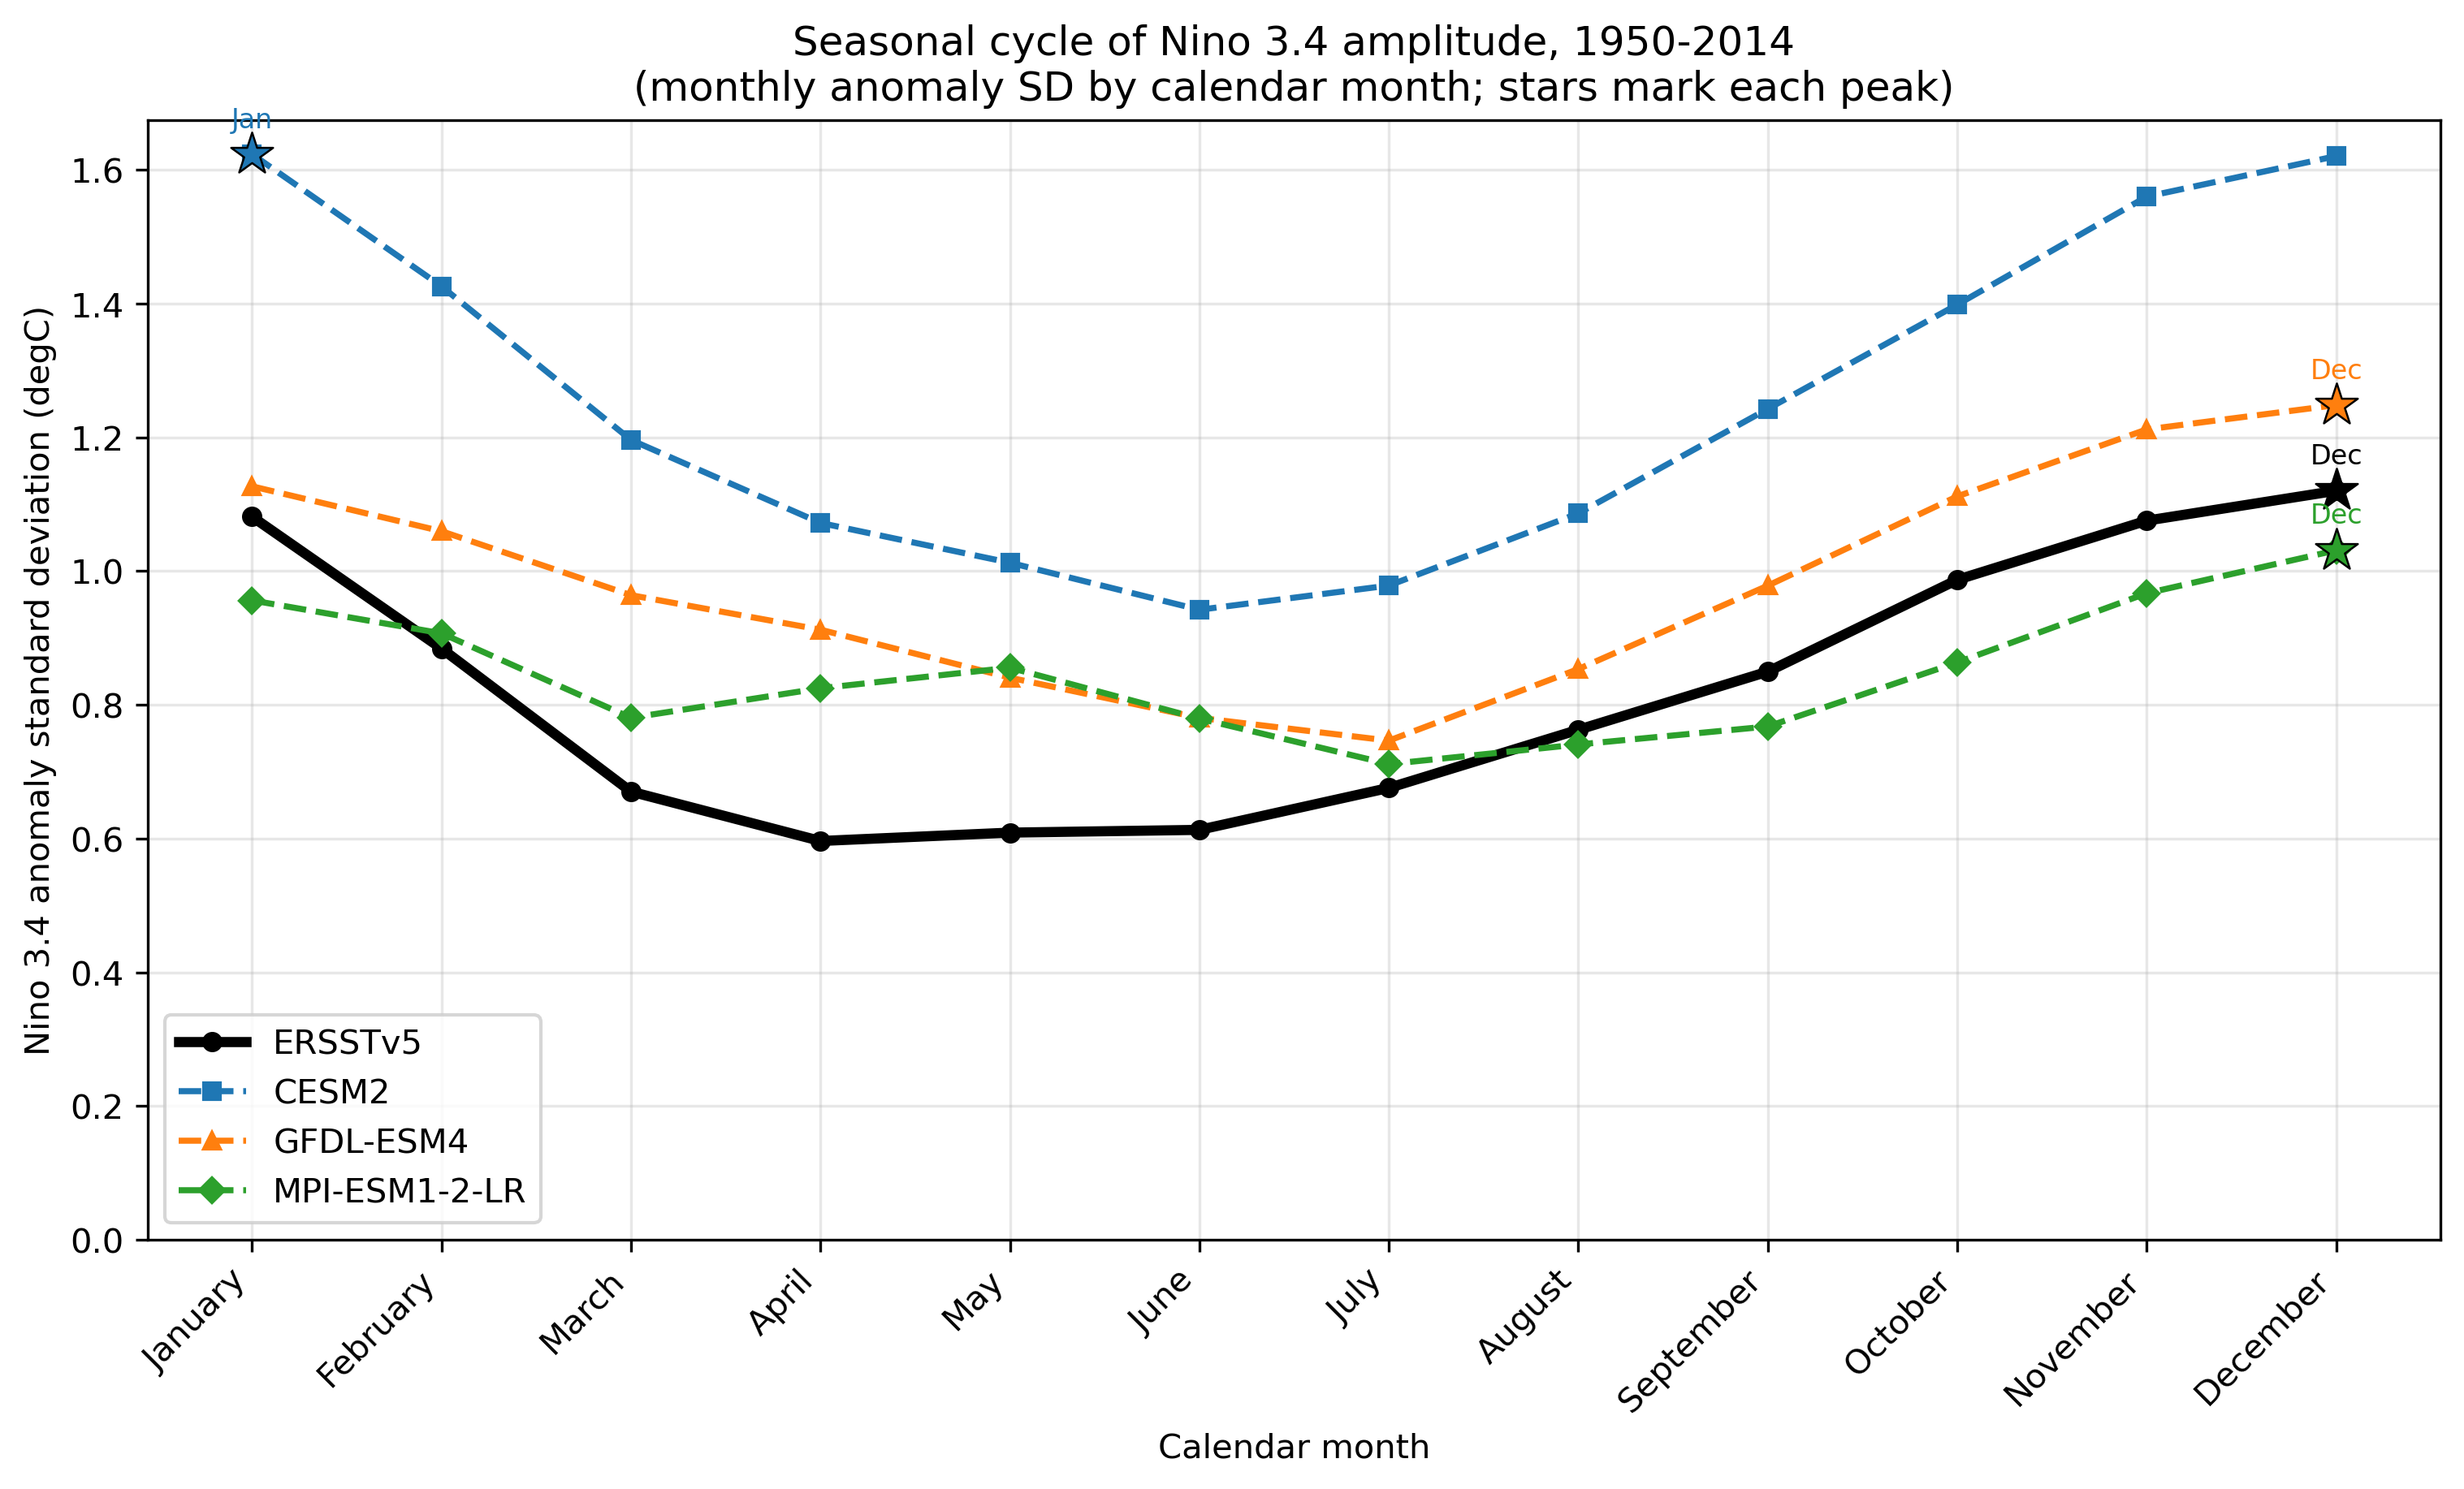 Seasonal cycle of Nino 3.4 amplitude, 1950-2014
(monthly anomaly SD by calendar month; stars mark each peak)
Jan
Dec
Dec
Dec
Nino 3.4 anomaly standard deviation (degC)
1.6
1.4
1.2
1.0
0.8
0.6
0.4
0.2
0.0
ERSSTv5
CESM2
GFDL-ESM4
MPI-ESM1-2-LR
January
February
March
April
May
June
July
August
September
October
November
December
Calendar month